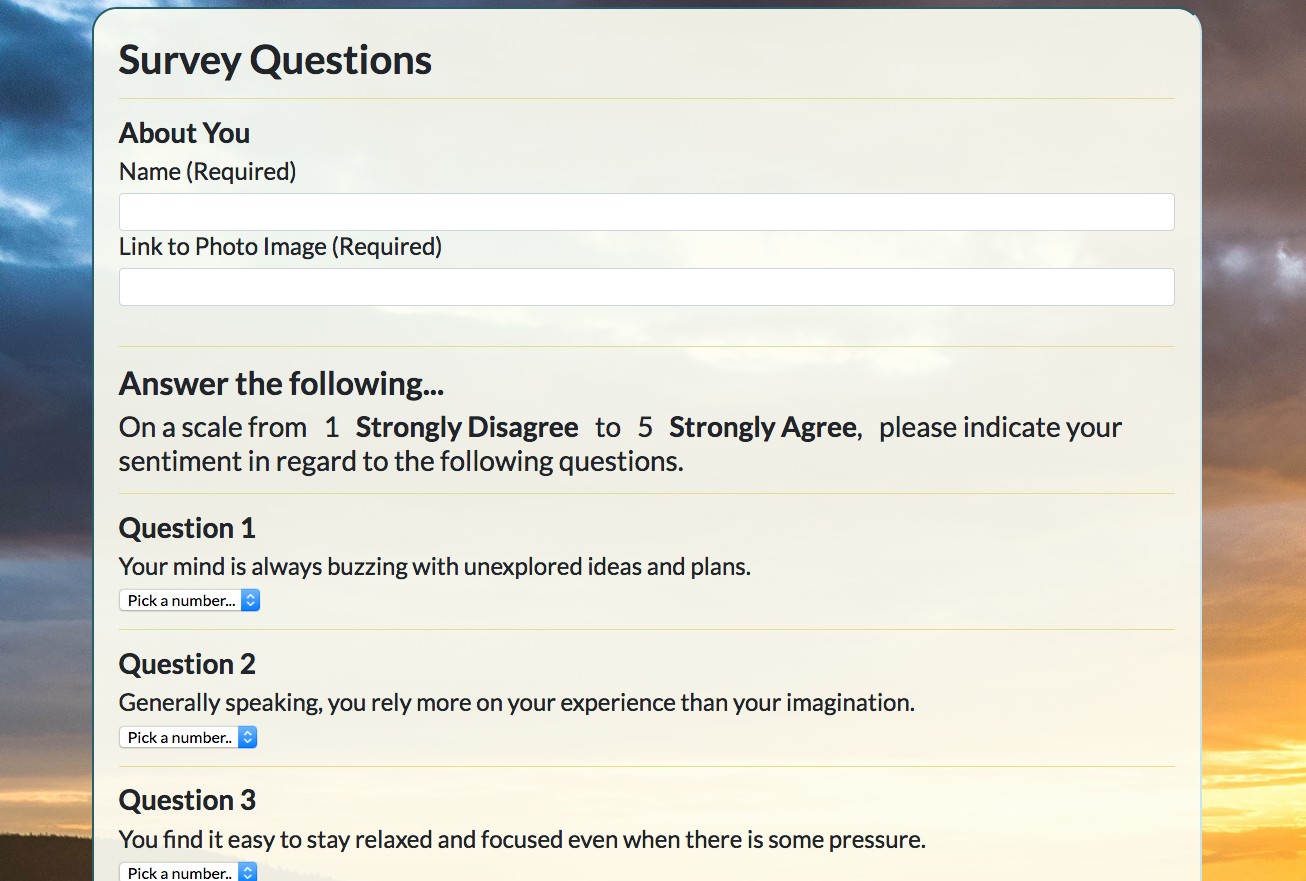 Survey Questions
About You
Name (Required)
Link to Photo Image (Required)
Answer the following...
On a scale from 1 Strongly Disagree to 5 Strongly Agree, please indicate your
sentiment in regard to the following questions.
Question 1
Your mind is always buzzing with unexplored ideas and plans.
Pick a number...
Question 2
Generally speaking, you rely more on your experience than your imagination.
Pick a number..
Question 3
You find it easy to stay relaxed and focused even when there is some pressure.
Pick a number..